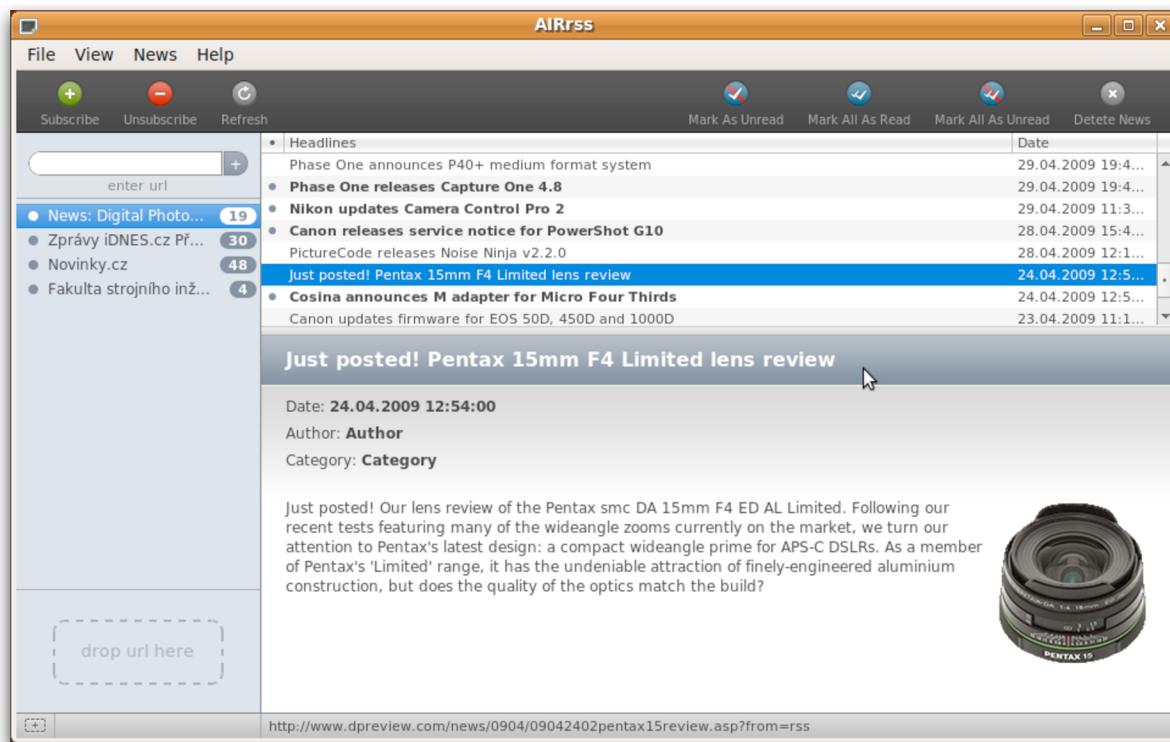 AIRrss
File View News Help
Subscribe Unsubscribe Refresh Mark As Unread Mark All As Read Mark All As Unread Detete News
enter url
News: Digital Photo... 19
Zprávy iDNES.cz Př... 30
Novinky.cz 48
Fakulta strojního inž... 4
drop url here
• Headlines Date
Phase One announces P40+ medium format system 29.04.2009 19:4...
Phase One releases Capture One 4.8 29.04.2009 19:4...
Nikon updates Camera Control Pro 2 29.04.2009 11:3...
Canon releases service notice for PowerShot G10 28.04.2009 15:4...
PictureCode releases Noise Ninja v2.2.0 28.04.2009 12:1...
Just posted! Pentax 15mm F4 Limited lens review 24.04.2009 12:5...
Cosina announces M adapter for Micro Four Thirds 24.04.2009 12:5...
Canon updates firmware for EOS 50D, 450D and 1000D 23.04.2009 11:1...
Just posted! Pentax 15mm F4 Limited lens review
Date: 24.04.2009 12:54:00
Author: Author
Category: Category
Just posted! Our lens review of the Pentax smc DA 15mm F4 ED AL Limited. Following our
recent tests featuring many of the wideangle zooms currently on the market, we turn our
attention to Pentax's latest design: a compact wideangle prime for APS-C DSLRs. As a member
of Pentax's 'Limited' range, it has the undeniable attraction of finely-engineered aluminium
construction, but does the quality of the optics match the build?
PENTAX 15
http://www.dpreview.com/news/0904/09042402pentax15review.asp?from=rss